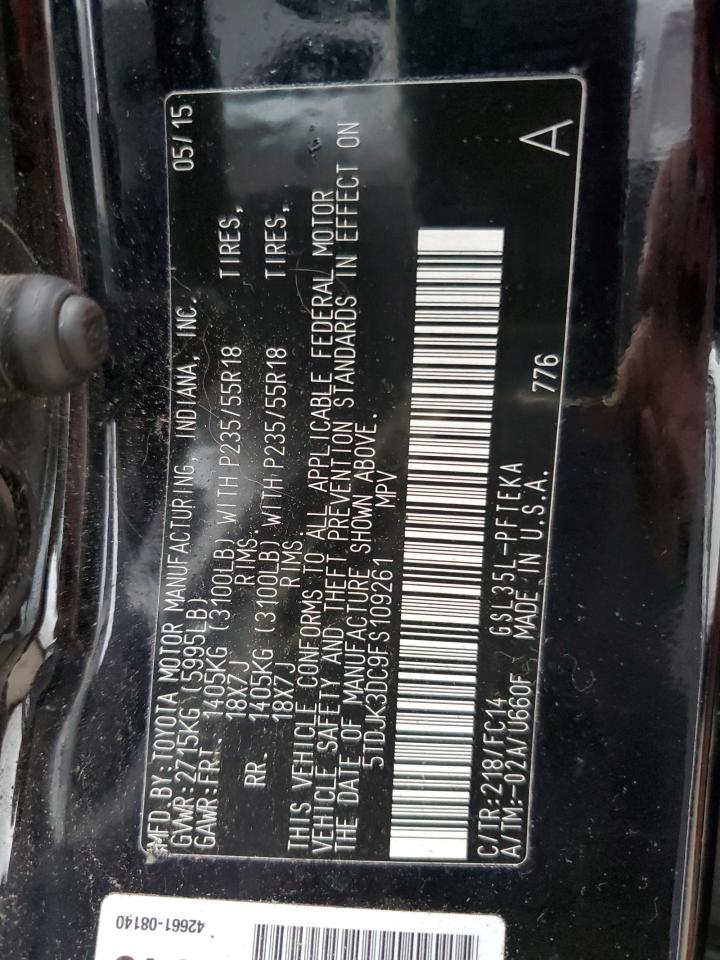 MFD BY: TOYOTA MOTOR MANUFACTURING, INDIANA, INC. 05/15
GVWR: 2715KG (5995LB)
GAWR: FRT. 1405KG (3100LB) WITH P235/55R18 TIRES,
18X7J RIMS.
RR. 1405KG (3100LB) WITH P235/55R18 TIRES,
18X7J RIMS.
THIS VEHICLE CONFORMS TO ALL APPLICABLE FEDERAL MOTOR
VEHICLE SAFETY AND THEFT PREVENTION STANDARDS IN EFFECT ON
THE DATE OF MANUFACTURE SHOWN ABOVE.
5TDJK3DC9FS109261 MPV
A
C/TR: 218/FC14 GSL35L-PFTEKA 776
A/TM: -02A/U660F MADE IN U.S.A.
42661-08140